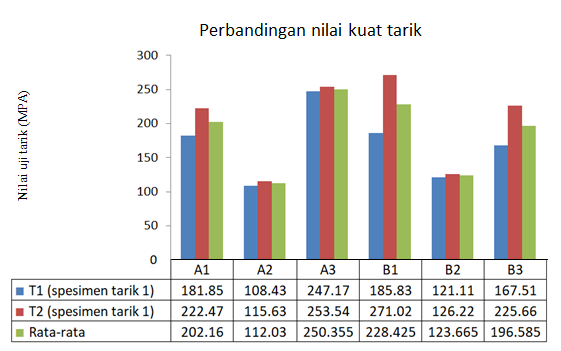 Perbandingan nilai kuat tarik
Nilai uji tarik (MPA)
300
250
200
150
100
50
0
A1 A2 A3 B1 B2 B3
T1 (spesimen tarik 1) 181.85 108.43 247.17 185.83 121.11 167.51
T2 (spesimen tarik 1) 222.47 115.63 253.54 271.02 126.22 225.66
Rata-rata 202.16 112.03 250.355 228.425 123.665 196.585